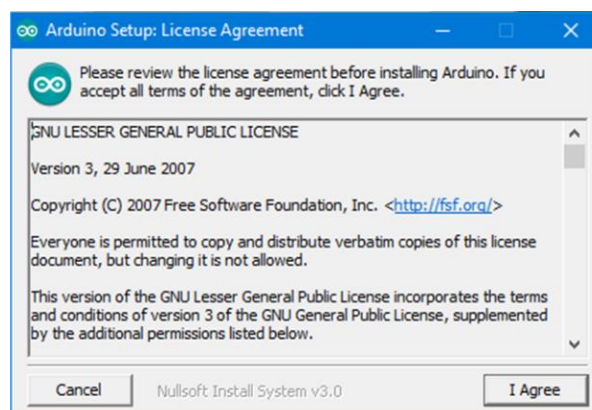 Arduino Setup: License Agreement
Please review the license agreement before installing Arduino. If you
accept all terms of the agreement, click I Agree.
GNU LESSER GENERAL PUBLIC LICENSE
Version 3, 29 June 2007
Copyright (C) 2007 Free Software Foundation, Inc. <http://fsf.org/>
Everyone is permitted to copy and distribute verbatim copies of this license
document, but changing it is not allowed.
This version of the GNU Lesser General Public License incorporates the terms
and conditions of version 3 of the GNU General Public License, supplemented
by the additional permissions listed below.
Cancel
Nullsoft Install System v3.0
I Agree